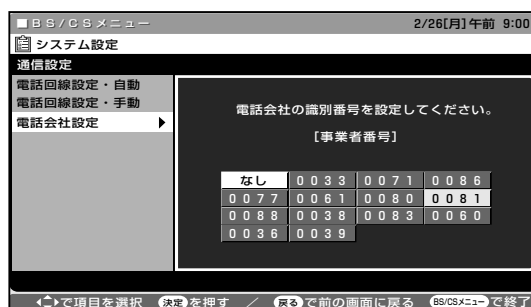 ■BS/CSメニュー 2/26[月]午前 9:00
システム設定
通信設定
電話回線設定・自動
電話回線設定・手動
電話会社設定
電話会社の識別番号を設定してください。
[事業者番号]
なし 0033 0071 0086
0077 0061 0080 0081
0088 0038 0083 0060
0036 0039
で項目を選択 決定を押す / 戻るで前の画面に戻る BS/CSメニューで終了